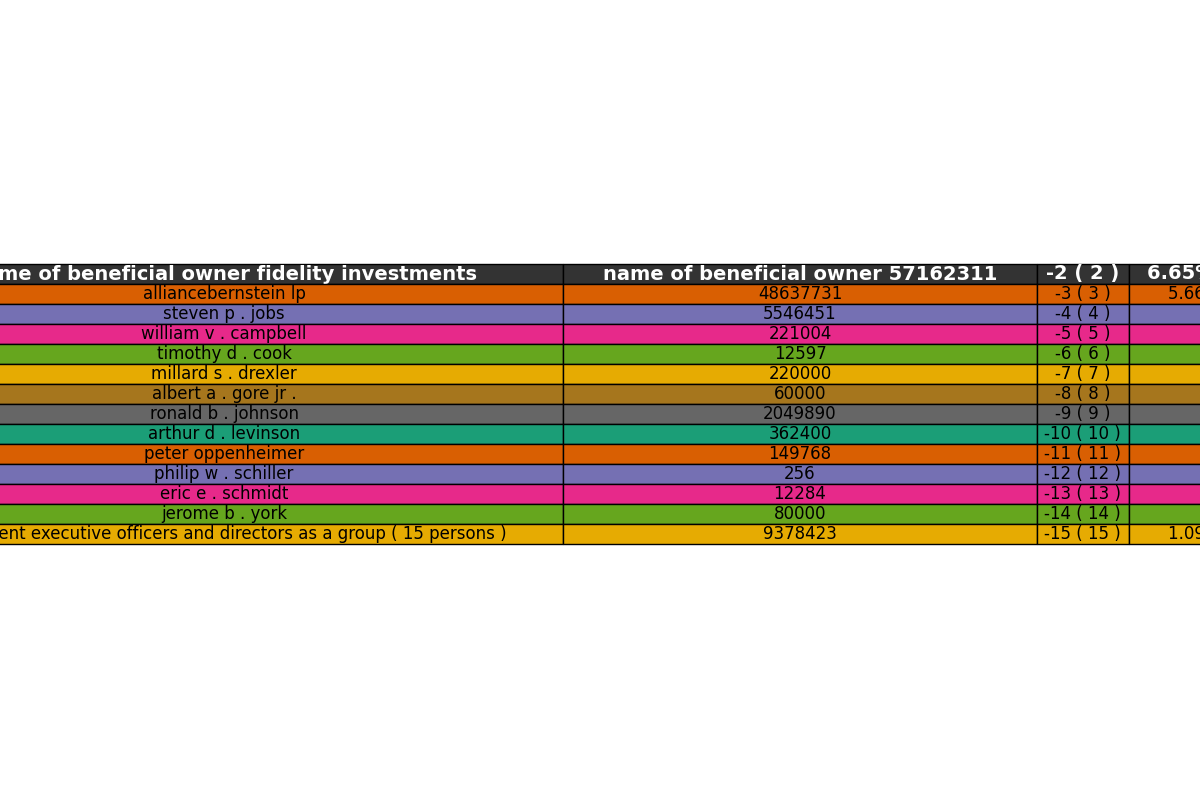 me of beneficial owner fidelity investments name of beneficial owner 57162311 -2 ( 2 ) 6.65%
alliancebernstein lp 48637731 -3 ( 3 ) 5.66
steven p . jobs 5546451 -4 ( 4 )
william v . campbell 221004 -5 ( 5 )
timothy d . cook 12597 -6 ( 6 )
millard s . drexler 220000 -7 ( 7 )
albert a . gore jr . 60000 -8 ( 8 )
ronald b . johnson 2049890 -9 ( 9 )
arthur d . levinson 362400 -10 ( 10 )
peter oppenheimer 149768 -11 ( 11 )
philip w . schiller 256 -12 ( 12 )
eric e . schmidt 12284 -13 ( 13 )
jerome b . york 80000 -14 ( 14 )
ent executive officers and directors as a group ( 15 persons ) 9378423 -15 ( 15 ) 1.09